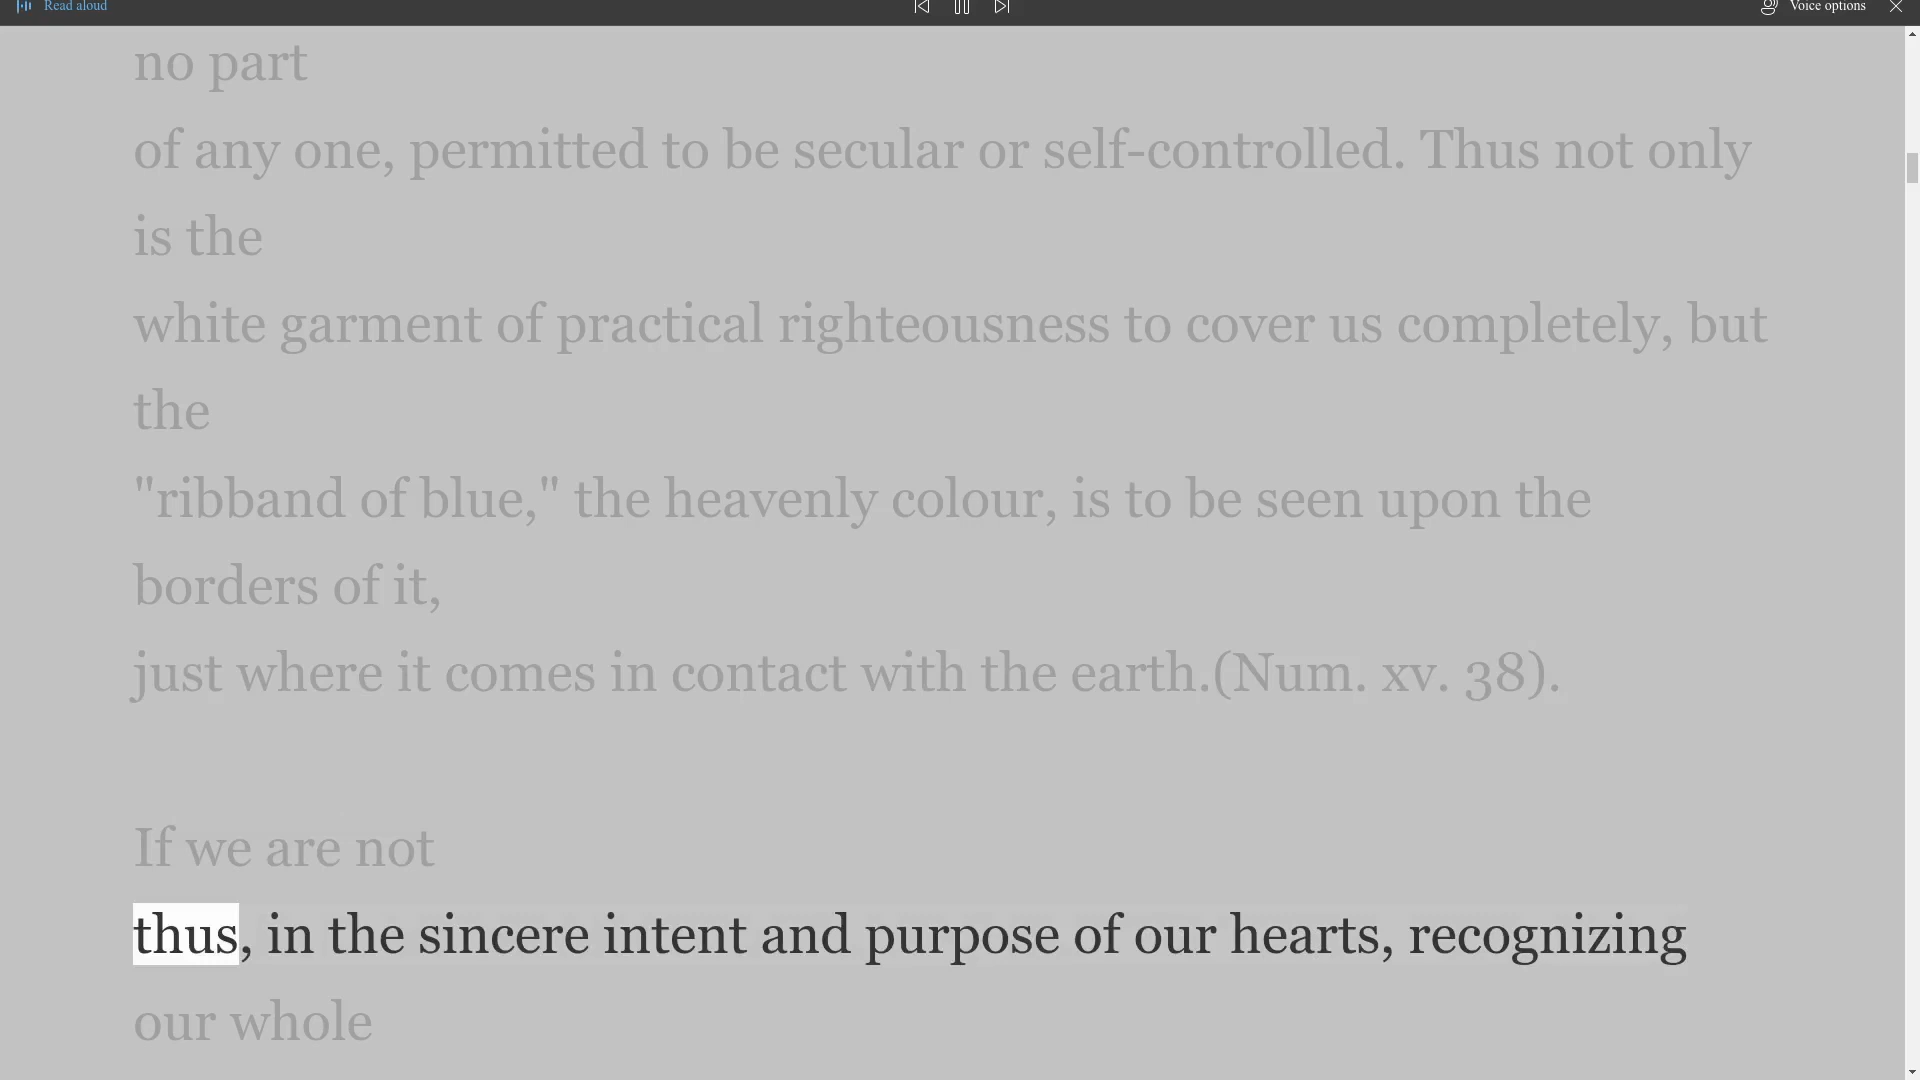 Read aloud
Voice options
no part
of any one, permitted to be secular or self-controlled. Thus not only
is the
white garment of practical righteousness to cover us completely, but
the
"ribband of blue," the heavenly colour, is to be seen upon the
borders of it,
just where it comes in contact with the earth.(Num. xv. 38).
If we are not
thus, in the sincere intent and purpose of our hearts, recognizing
our whole